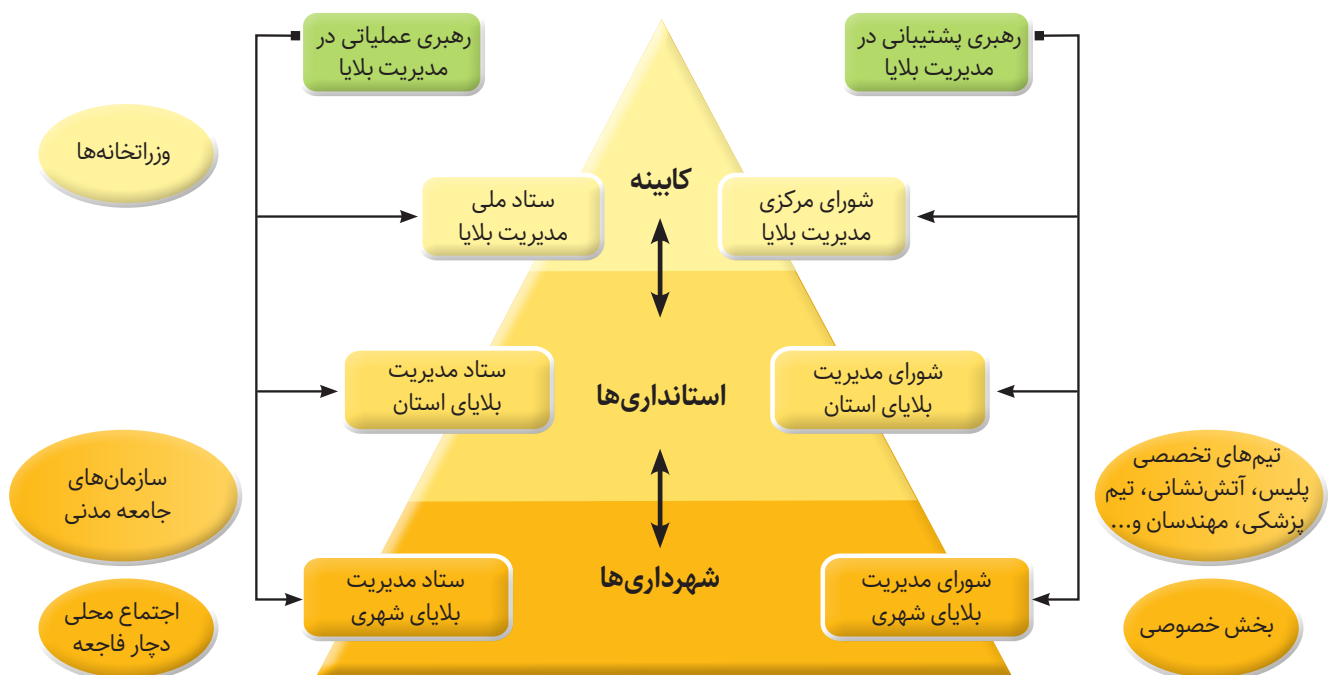 رهبری پشتیبانی در
مدیریت بلایا
رهبری عملیاتی در
مدیریت بلایا
وزراتخانه‌ها
کابینه
شورای مرکزی
مدیریت بلایا
ستاد ملی
مدیریت بلایا
استانداری‌ها
شورای مدیریت
بلایای استان
ستاد مدیریت
بلایای استان
تیم‌های تخصصی
پلیس، آتش‌نشانی، تیم
پزشکی، مهندسان و...
سازمان‌های
جامعه مدنی
شهرداری‌ها
شورای مدیریت
بلایای شهری
ستاد مدیریت
بلایای شهری
بخش خصوصی
اجتماع محلی
دچار فاجعه